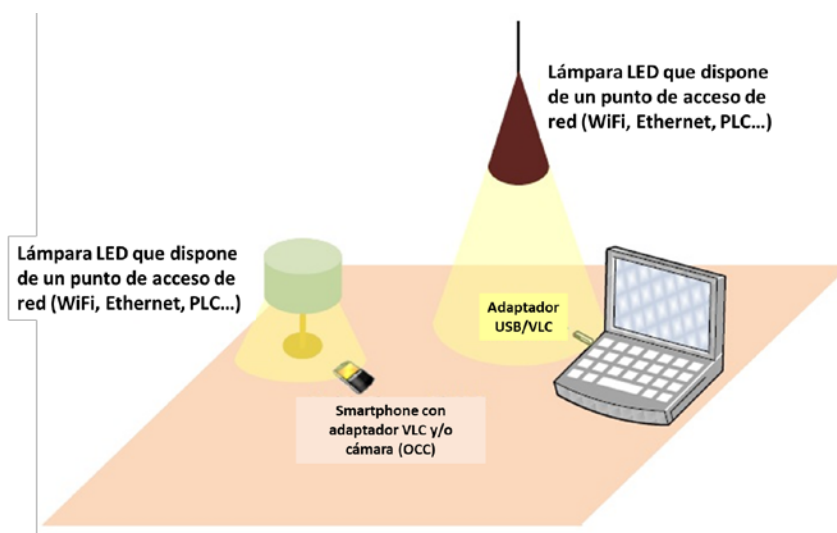 Lámpara LED que dispone
de un punto de acceso de
red (WiFi, Ethernet, PLC...)
Lámpara LED que dispone
de un punto de acceso de
red (WiFi, Ethernet, PLC...)
Adaptador
USB/VLC
Smartphone con
adaptador VLC y/o
cámara (OCC)